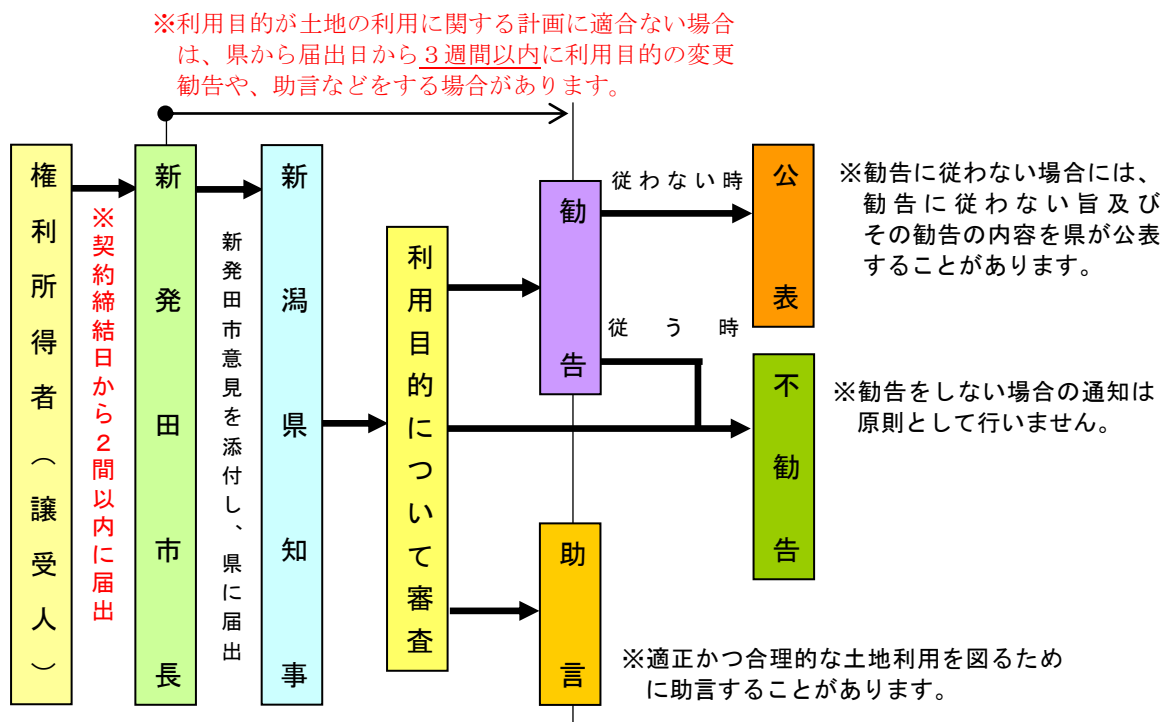 ※利用目的が土地の利用に関する計画に適合ない場合
は、県から届出日から３週間以内に利用目的の変更
勧告や、助言などをする場合があります。
権利所得者（譲受人）
※契約締結日から２間以内に届出
新発田市長
新発田市意見を添付し、県に届出
新潟県知事
利用目的について審査
勧告
従わない時
公表
※勧告に従わない場合には、
勧告に従わない旨及び
その勧告の内容を県が公表
することがあります。
従う時
不勧告
※勧告をしない場合の通知は
原則として行いません。
助言
※適正かつ合理的な土地利用を図るため
に助言することがあります。